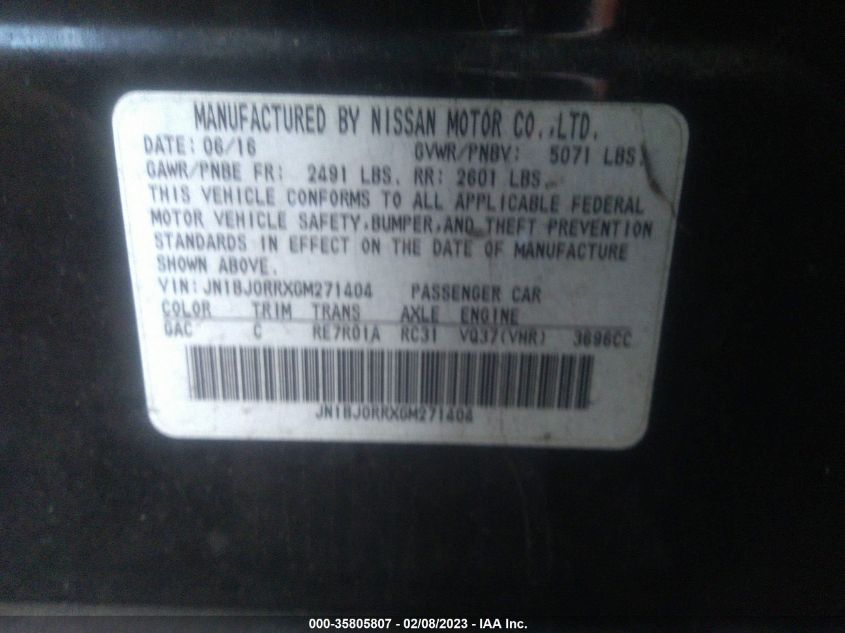 MANUFACTURED BY NISSAN MOTOR CO.,LTD.
DATE: 06/16 GVWR/PNBV: 5071 LBS.
GAWR/PNBE FR: 2491 LBS. RR: 2601 LBS.
THIS VEHICLE CONFORMS TO ALL APPLICABLE FEDERAL
MOTOR VEHICLE SAFETY,BUMPER,AND THEFT PREVENTION
STANDARDS IN EFFECT ON THE DATE OF MANUFACTURE
SHOWN ABOVE.
VIN: JN1BJ0RRXGM271404 PASSENGER CAR
COLOR TRIM TRANS AXLE ENGINE
GAC C RE7R01A RC31 VQ37(VHR) 3696CC
JN1BJ0RRXGM271404
000-35805807 - 02/08/2023 - IAA Inc.